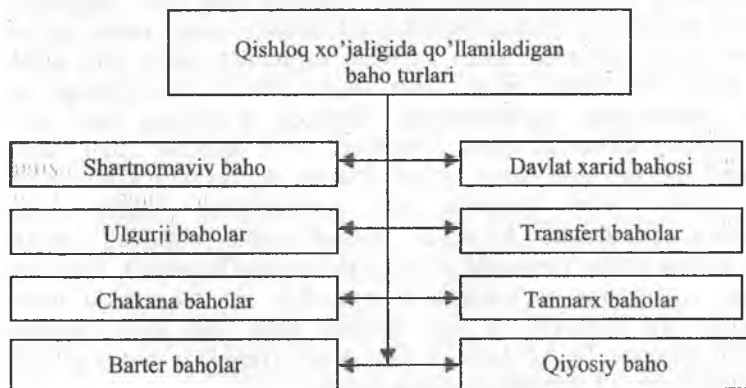 Qishloq xo'jaligida qo'llaniladigan
baho turlari
Shartnomaviv baho
Davlat xarid bahosi
Ulgurji baholar
Transfert baholar
Chakana baholar
Tannarx baholar
Barter baholar
Qiyosiy baho